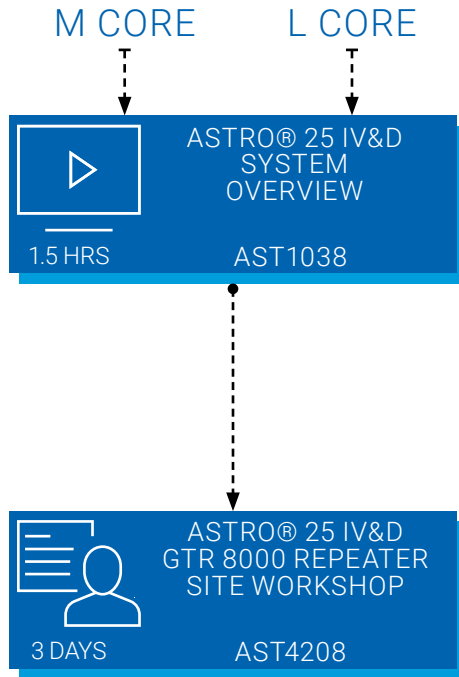 M CORE
L CORE
ASTRO® 25 IV&D
SYSTEM
OVERVIEW
1.5 HRS
AST1038
ASTRO® 25 IV&D
GTR 8000 REPEATER
SITE WORKSHOP
3 DAYS
AST4208